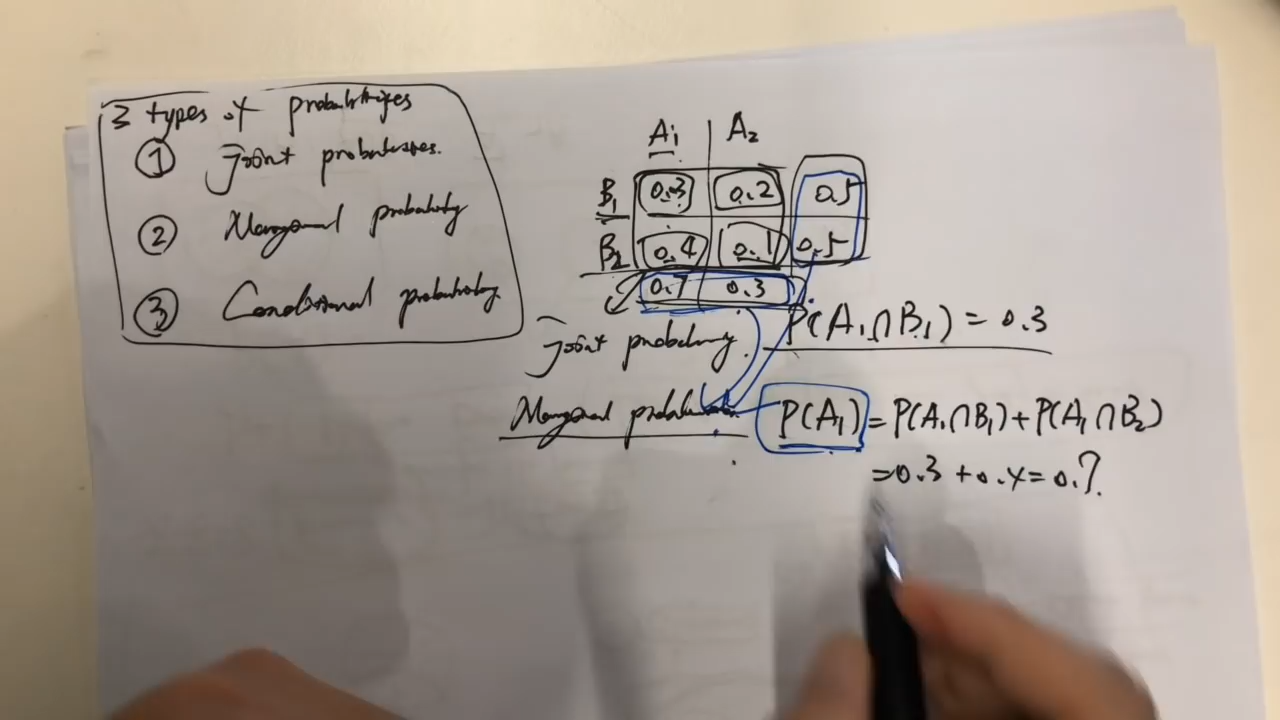 3 types of probabilities
① Joint probabilities.
② Marginal probability
③ Conditional probability
A₁ A₂
B₁ 0.3 0.2 0.5
B₂ 0.4 0.1 0.5
0.7 0.3
Joint probability. P(A₁∩B₁) = 0.3
Marginal probabilities. P(A₁) = P(A₁∩B₁)+P(A₁∩B₂)
=0.3 +0.4=0.7.